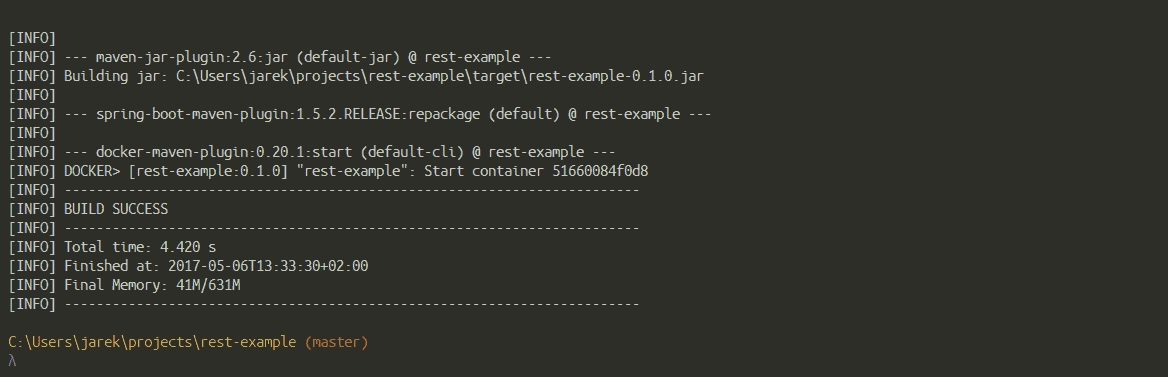 [INFO]
[INFO] --- maven-jar-plugin:2.6:jar (default-jar) @ rest-example ---
[INFO] Building jar: C:\Users\jarek\projects\rest-example\target\rest-example-0.1.0.jar
[INFO]
[INFO] --- spring-boot-maven-plugin:1.5.2.RELEASE:repackage (default) @ rest-example ---
[INFO]
[INFO] --- docker-maven-plugin:0.20.1:start (default-cli) @ rest-example ---
[INFO] DOCKER> [rest-example:0.1.0] "rest-example": Start container 51660084f0d8
[INFO] ------------------------------------------------------------------------
[INFO] BUILD SUCCESS
[INFO] ------------------------------------------------------------------------
[INFO] Total time: 4.420 s
[INFO] Finished at: 2017-05-06T13:33:30+02:00
[INFO] Final Memory: 41M/631M
[INFO] ------------------------------------------------------------------------
C:\Users\jarek\projects\rest-example (master)
λ